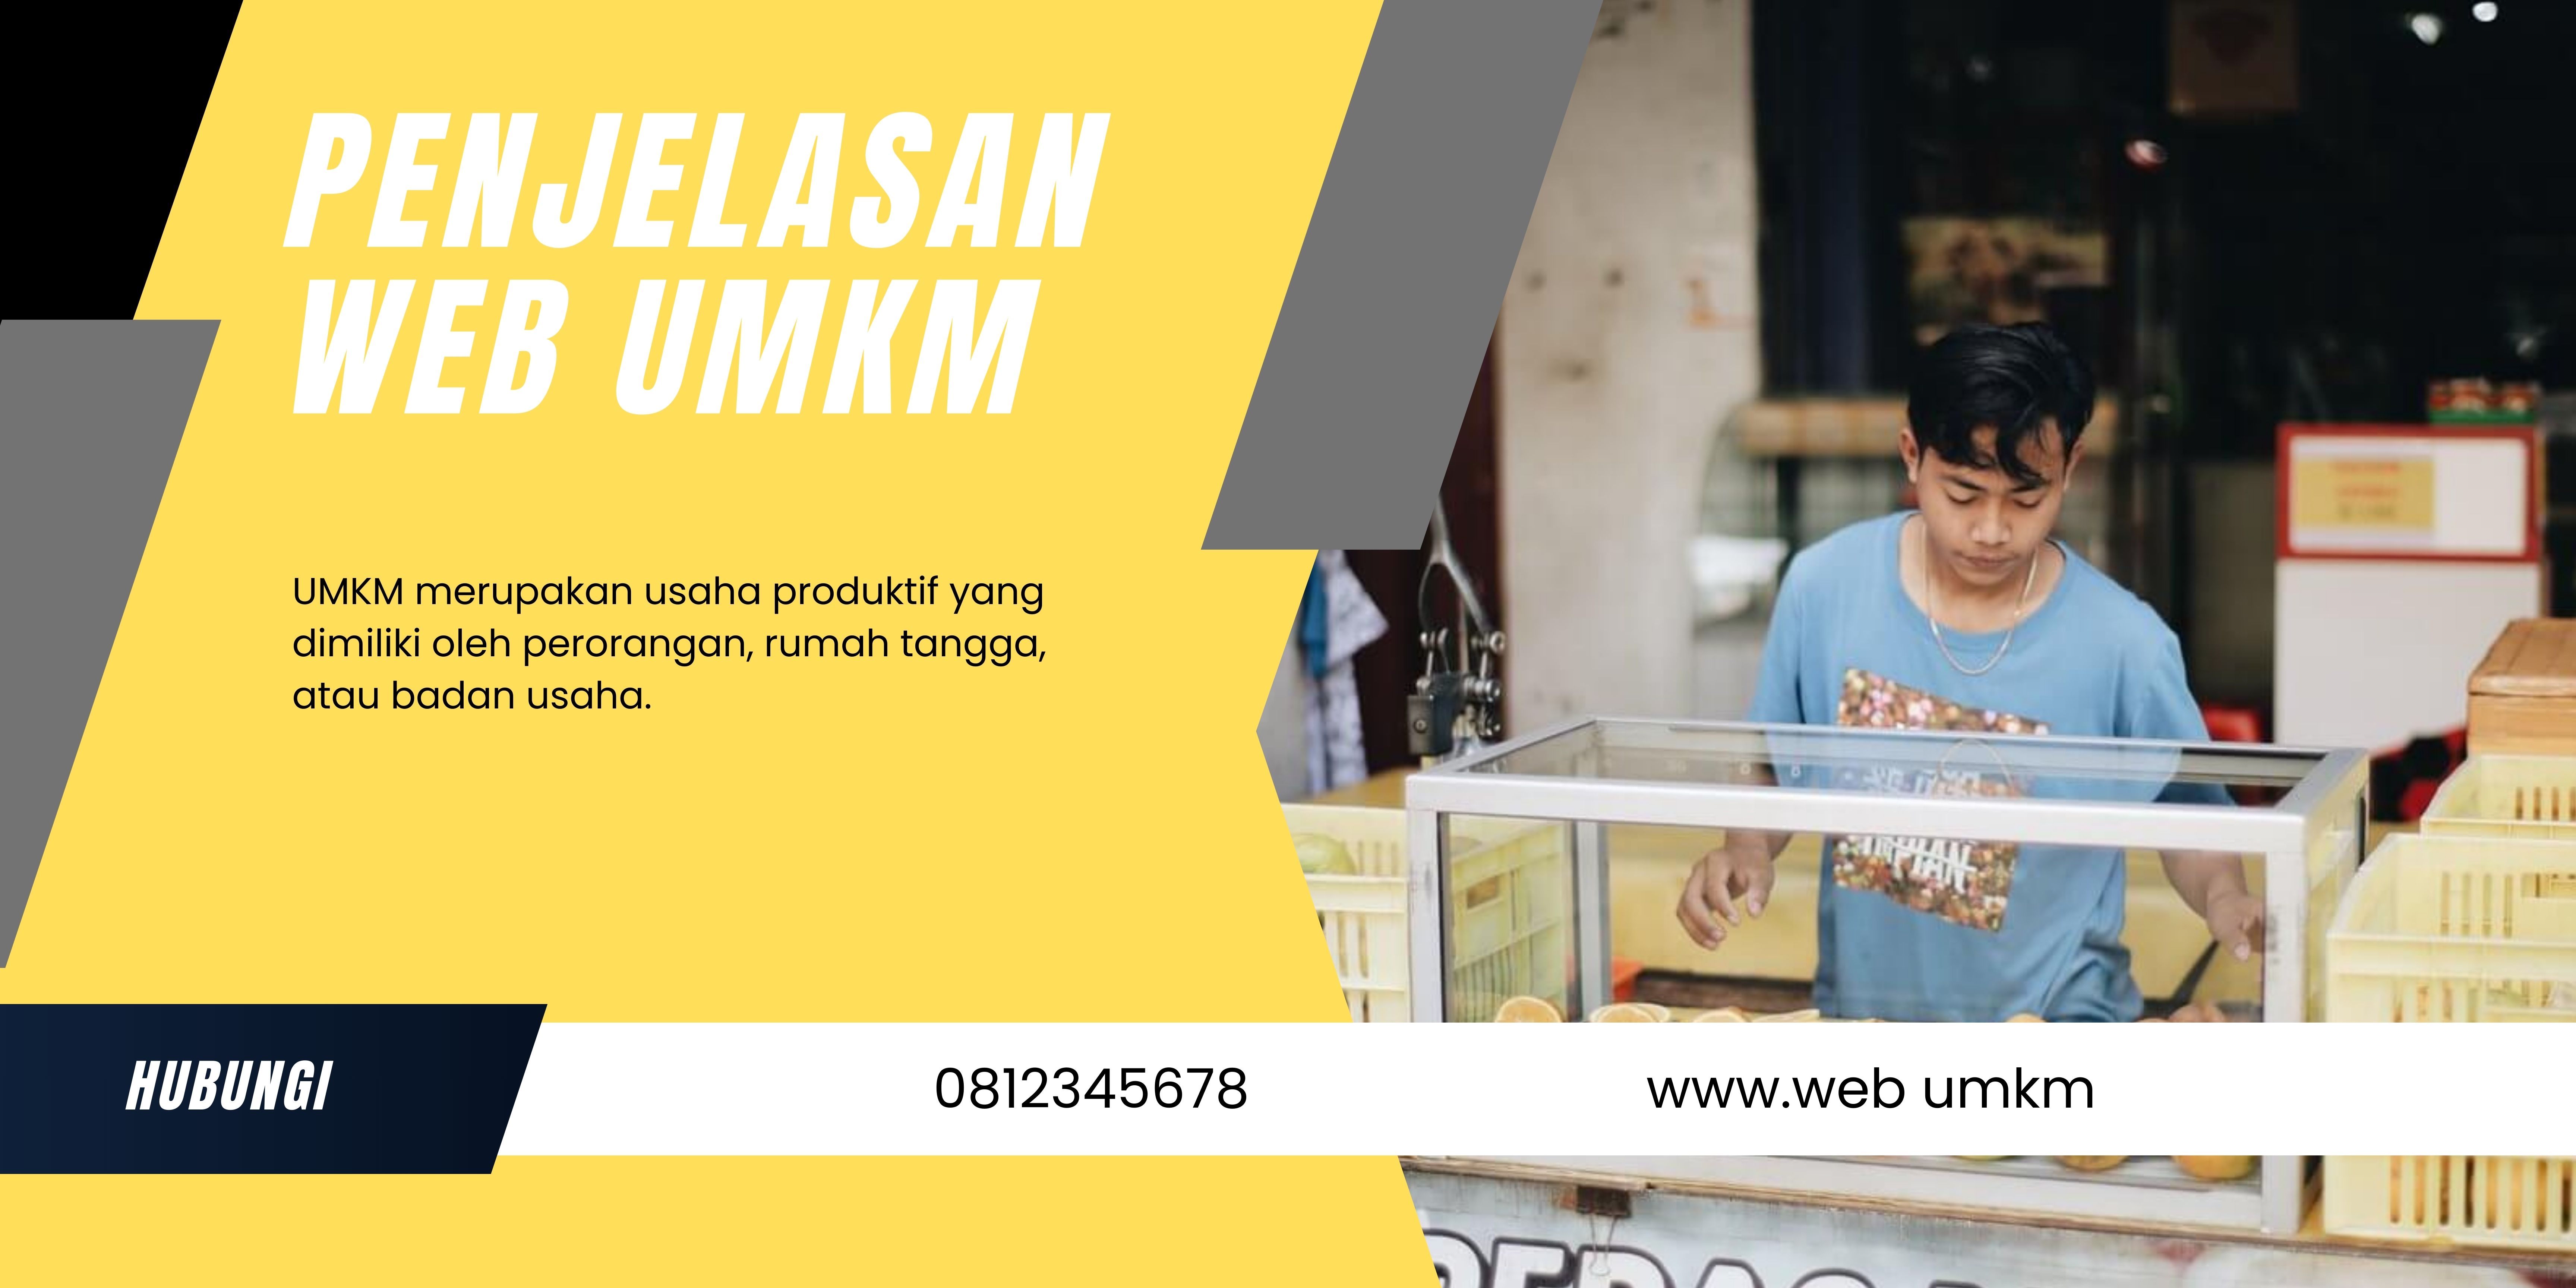 PENJELASAN
WEB UMKM
UMKM merupakan usaha produktif yang
dimiliki oleh perorangan, rumah tangga,
atau badan usaha.
HUBUNGI
0812345678
www.web umkm